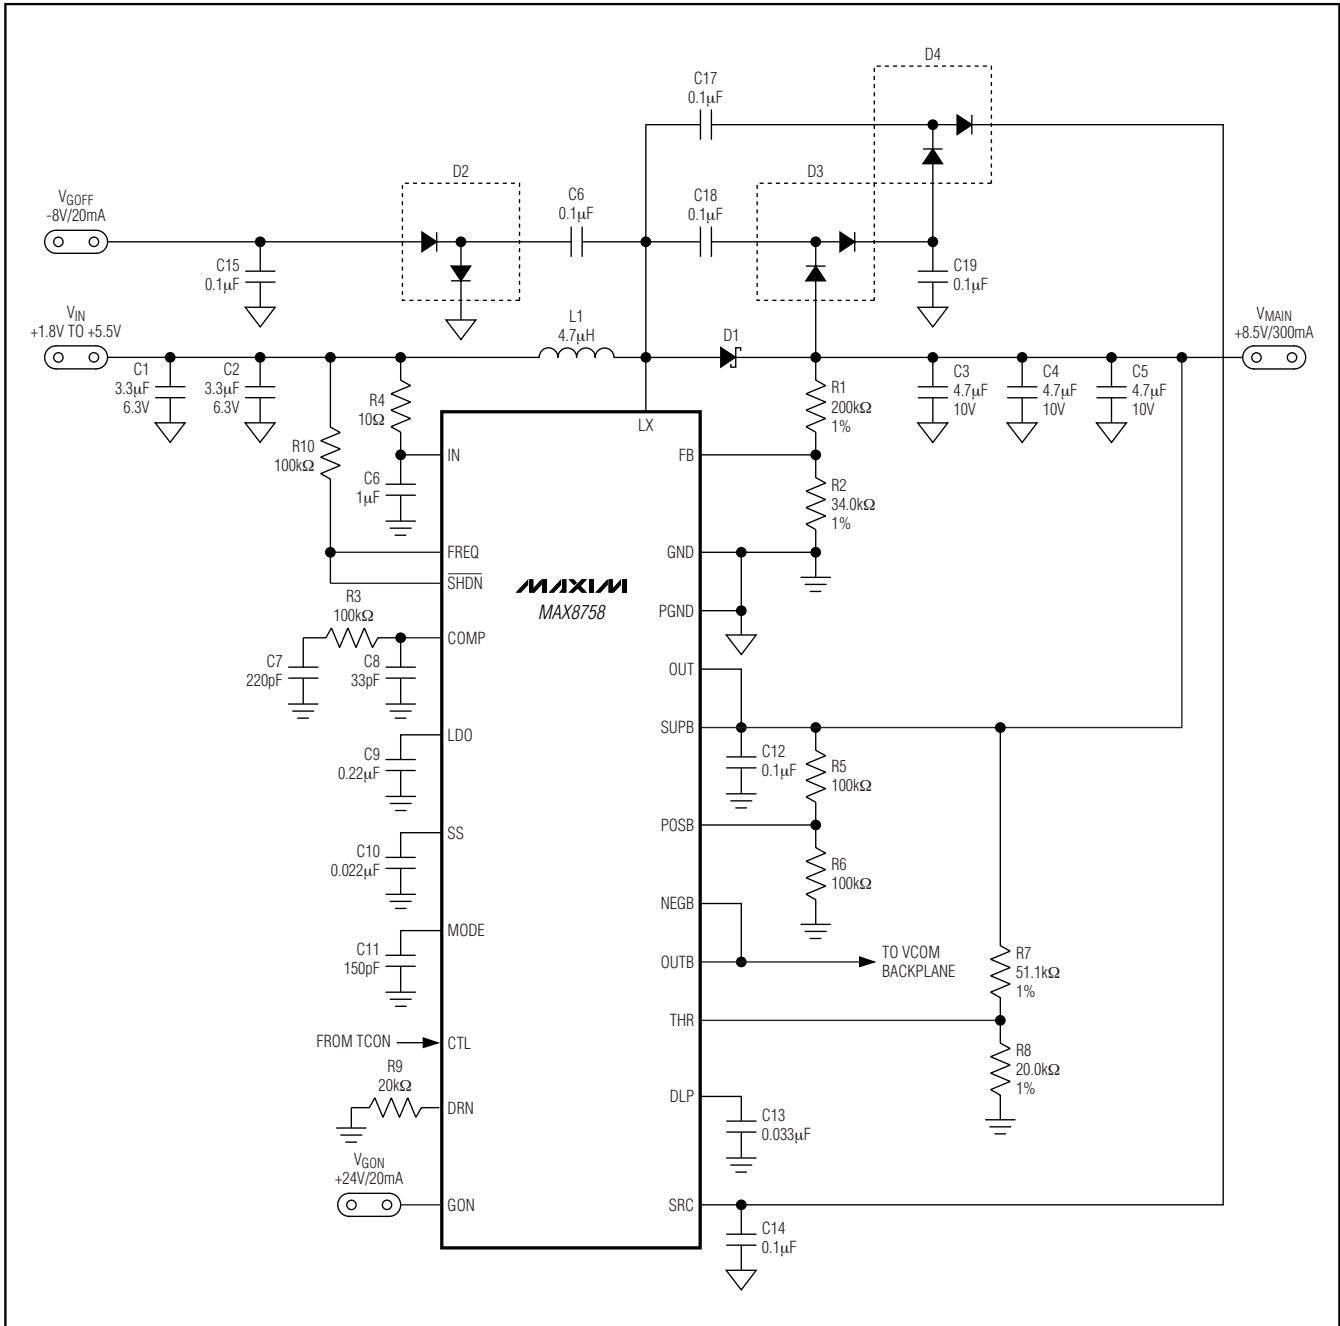 D4
C17
0.1µF
D2
D3
C6
0.1µF
C18
0.1µF
VGOFF
-8V/20mA
C15
0.1µF
C19
0.1µF
VIN
+1.8V TO +5.5V
L1
4.7µH
D1
VMAIN
+8.5V/300mA
C1
3.3µF
6.3V
C2
3.3µF
6.3V
R4
10Ω
R10
100kΩ
LX
R1
200kΩ
1%
C3
4.7µF
10V
C4
4.7µF
10V
C5
4.7µF
10V
IN
FB
C6
1µF
R2
34.0kΩ
1%
FREQ
GND
SHDN
MAXIM
MAX8758
PGND
R3
100kΩ
COMP
C7
220pF
C8
33pF
OUT
LDO
SUPB
C9
0.22µF
C12
0.1µF
R5
100kΩ
SS
POSB
C10
0.022µF
R6
100kΩ
NEGB
MODE
C11
150pF
OUTB
TO VCOM
BACKPLANE
R7
51.1kΩ
1%
THR
FROM TCON
CTL
R8
20.0kΩ
1%
R9
20kΩ
DRN
DLP
C13
0.033µF
VGON
+24V/20mA
GON
SRC
C14
0.1µF